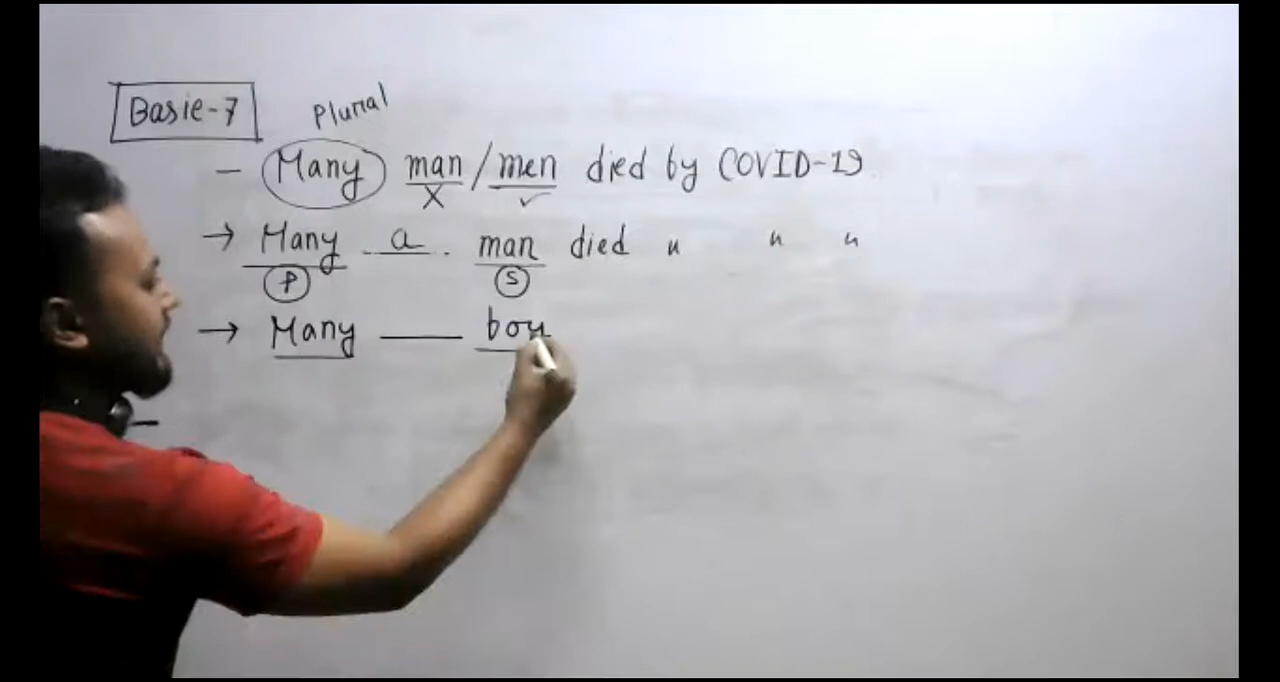 Basic-7
Plural
- Many man / men died by COVID-19
X ✓
→ Many a man died " " "
P S
→ Many ___ boy